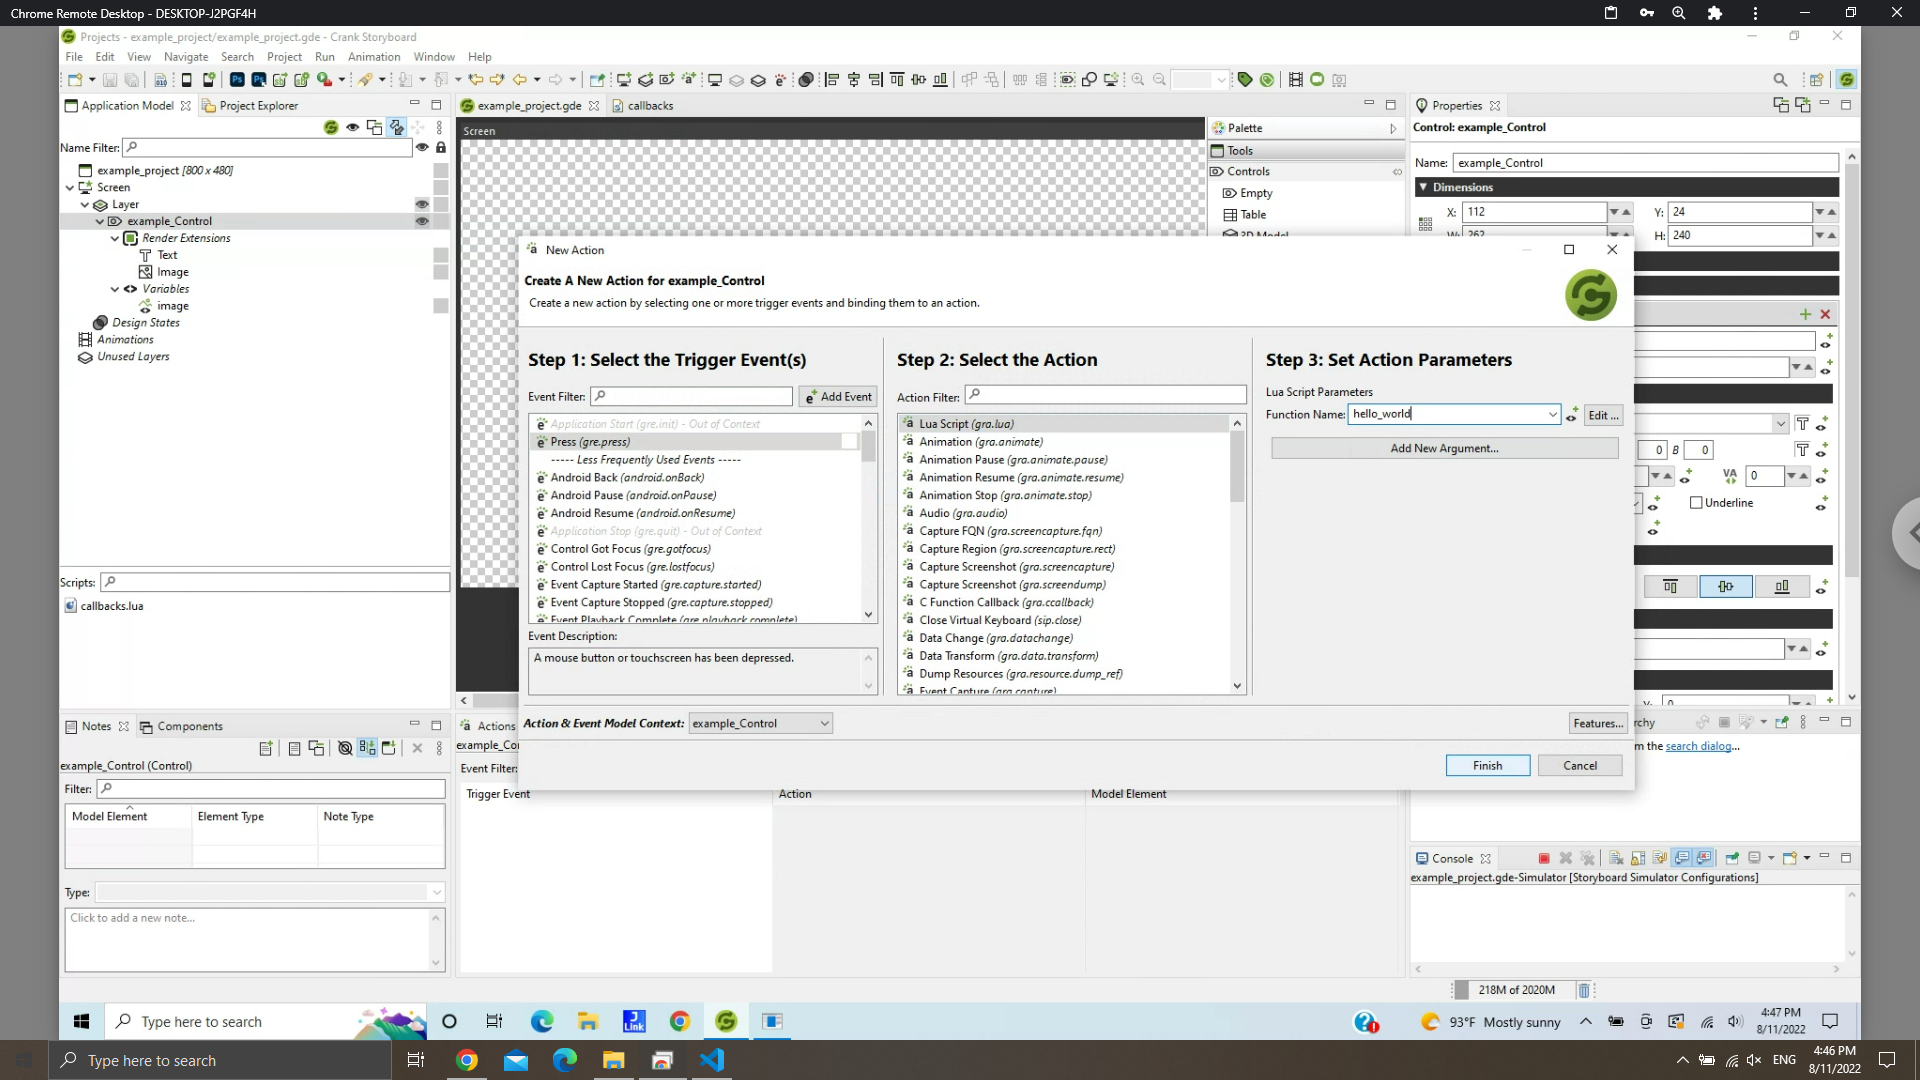 Chrome Remote Desktop - DESKTOP-J2PGF4H
Projects - example_project/example_project.gde - Crank Storyboard
File Edit View Navigate Search Project Run Animation Window Help
Application Model
Project Explorer
Name Filter:
example_project [800 x 480]
Screen
Layer
example_Control
Render Extensions
Text
Image
Variables
image
Design States
Animations
Unused Layers
Scripts:
callbacks.lua
Notes
Components
example_Control (Control)
Filter:
Model Element Element Type Note Type
Type:
Click to add a new note...
example_project.gde
callbacks
Screen
Palette
Tools
Controls
Empty
Table
New Action
Create A New Action for example_Control
Create a new action by selecting one or more trigger events and binding them to an action.
Step 1: Select the Trigger Event(s)
Event Filter:
Add Event
Application Start (gre.init) - Out of Context
Press (gre.press)
----- Less Frequently Used Events -----
Android Back (android.onBack)
Android Pause (android.onPause)
Android Resume (android.onResume)
Application Stop (gre.quit) - Out of Context
Control Got Focus (gre.gotfocus)
Control Lost Focus (gre.lostfocus)
Event Capture Started (gre.capture.started)
Event Capture Stopped (gre.capture.stopped)
Event Playback Complete (gre.playback.complete)
Event Description:
A mouse button or touchscreen has been depressed.
Step 2: Select the Action
Action Filter:
Lua Script (gra.lua)
Animation (gra.animate)
Animation Pause (gra.animate.pause)
Animation Resume (gra.animate.resume)
Animation Stop (gra.animate.stop)
Audio (gra.audio)
Capture FQN (gra.screencapture.fqn)
Capture Region (gra.screencapture.rect)
Capture Screenshot (gra.screencapture)
Capture Screenshot (gra.screendump)
C Function Callback (gra.ccallback)
Close Virtual Keyboard (sip.close)
Data Change (gra.datachange)
Data Transform (gra.data.transform)
Dump Resources (gra.resource.dump_ref)
Event Capture (gra.capture)
Step 3: Set Action Parameters
Lua Script Parameters
Function Name: hello_world
Edit ...
Add New Argument...
Action & Event Model Context: example_Control
Features...
Finish
Cancel
Actions
Event Filter:
Trigger Event Action Model Element
Properties
Control: example_Control
Name: example_Control
Dimensions
X: 112 Y: 24
W: 262 H: 240
0 B 0
VA 0
Underline
m the search dialog...
Console
example_project.gde-Simulator [Storyboard Simulator Configurations]
218M of 2020M
Type here to search
J Link
93°F Mostly sunny
4:47 PM
8/11/2022
Type here to search
ENG
4:46 PM
8/11/2022